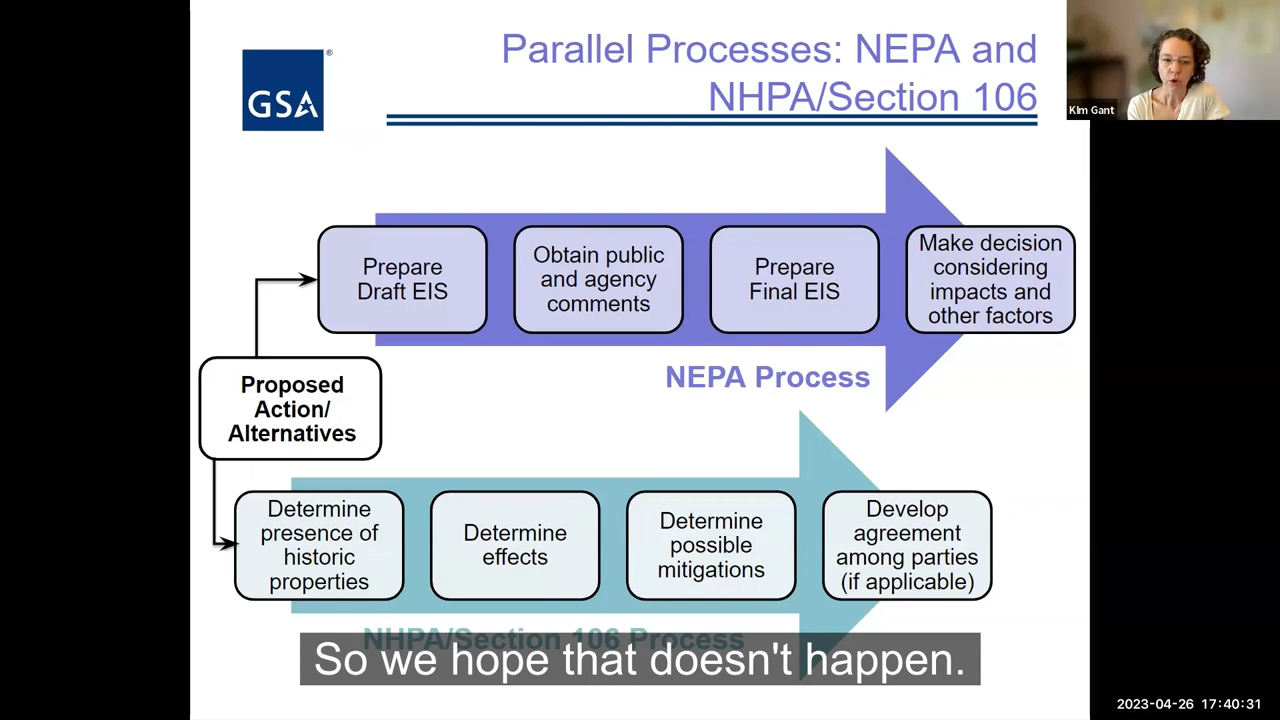 Parallel Processes: NEPA and
NHPA/Section 106
GSA
®
Kim Gant
Prepare
Draft EIS
Obtain public
and agency
comments
Prepare
Final EIS
Make decision
considering
impacts and
other factors
NEPA Process
Proposed
Action/
Alternatives
Determine
presence of
historic
properties
Determine
effects
Determine
possible
mitigations
Develop
agreement
among parties
(if applicable)
NHPA/Section 106 Process
So we hope that doesn't happen.
2023-04-26 17:40:31